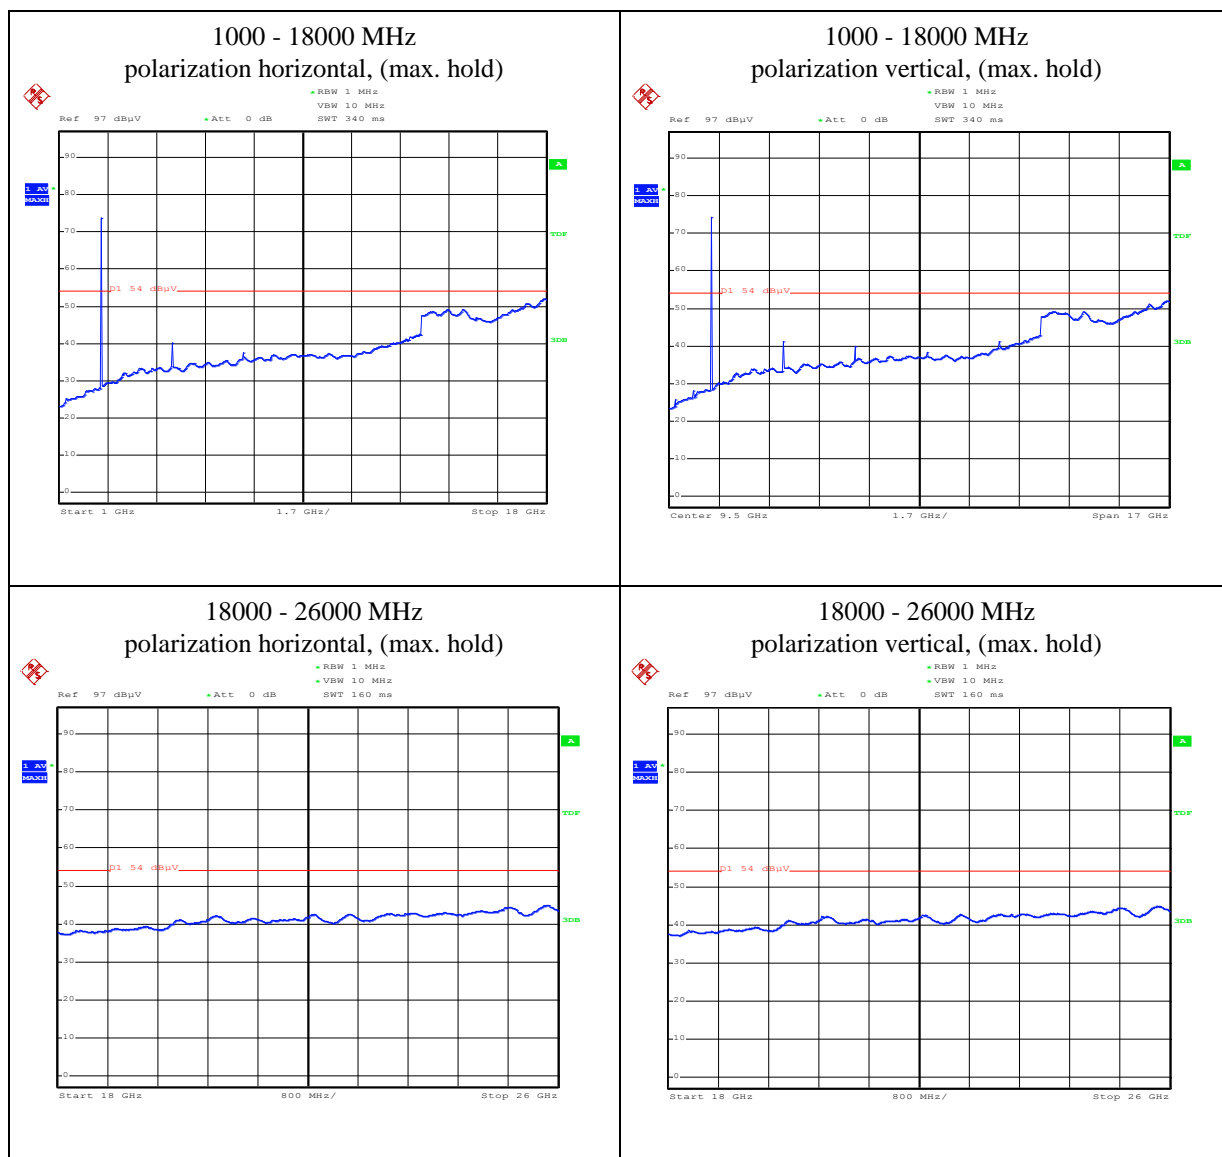 1000 - 18000 MHz
polarization horizontal, (max. hold)
R
S
* RBW 1 MHz
VBW 10 MHz
Ref 97 dBµV
* Att 0 dB
SWT 340 ms
90
A
1 AV *
MAXH
80
70
TDF
60
D1 54 dBµV
50
40
3DB
30
20
10
0
Start 1 GHz
1.7 GHz/
Stop 18 GHz
1000 - 18000 MHz
polarization vertical, (max. hold)
R
S
* RBW 1 MHz
VBW 10 MHz
Ref 97 dBµV
* Att 0 dB
SWT 340 ms
90
A
1 AV *
MAXH
80
70
TDF
60
D1 54 dBµV
50
40
3DB
30
20
10
0
Center 9.5 GHz
1.7 GHz/
Span 17 GHz
18000 - 26000 MHz
polarization horizontal, (max. hold)
R
S
* RBW 1 MHz
* VBW 10 MHz
Ref 97 dBµV
* Att 0 dB
SWT 160 ms
90
A
1 AV *
MAXH
80
70
TDF
60
D1 54 dBµV
50
40
3DB
30
20
10
0
Start 18 GHz
800 MHz/
Stop 26 GHz
18000 - 26000 MHz
polarization vertical, (max. hold)
R
S
* RBW 1 MHz
* VBW 10 MHz
Ref 97 dBµV
* Att 0 dB
SWT 160 ms
90
A
1 AV *
MAXH
80
70
TDF
60
D1 54 dBµV
50
40
3DB
30
20
10
0
Start 18 GHz
800 MHz/
Stop 26 GHz